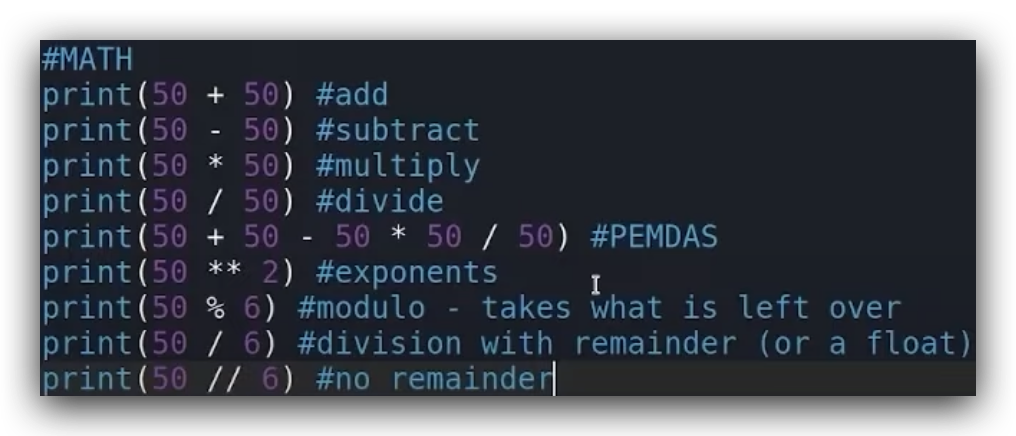 #MATH
print(50 + 50) #add
print(50 - 50) #subtract
print(50 * 50) #multiply
print(50 / 50) #divide
print(50 + 50 - 50 * 50 / 50) #PEMDAS
print(50 ** 2) #exponents
print(50 % 6) #modulo - takes what is left over
print(50 / 6) #division with remainder (or a float)
print(50 // 6) #no remainder